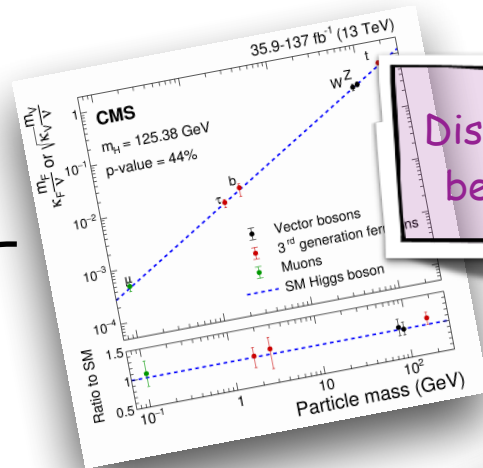 35.9-137 fb⁻¹ (13 TeV)
CMS
m_H = 125.38 GeV
p-value = 44%
κ_F m_F/ν or √κ_V m_V/ν
1
10⁻¹
10⁻²
10⁻³
10⁻⁴
t
W Z
b
τ
μ
Vector bosons
3rd generation fer
ns
Muons
SM Higgs boson
Dis
be
Ratio to SM
1.5
1
0.5
10⁻¹
1
10
10²
Particle mass (GeV)